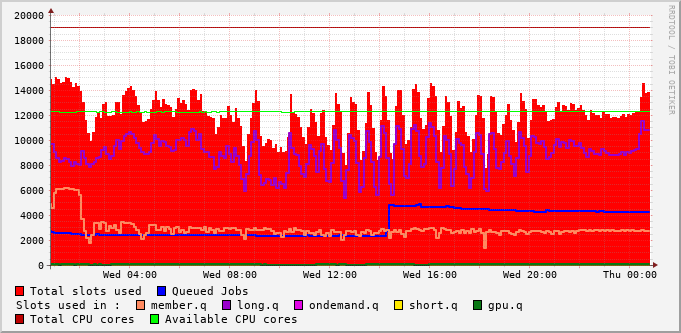 RRDTOOL / TOBI OETIKER
20000
18000
16000
14000
12000
10000
8000
6000
4000
2000
0
Wed 04:00 Wed 08:00 Wed 12:00 Wed 16:00 Wed 20:00 Thu 00:00
Total slots used Queued Jobs
Slots used in : member.q long.q ondemand.q short.q gpu.q
Total CPU cores Available CPU cores